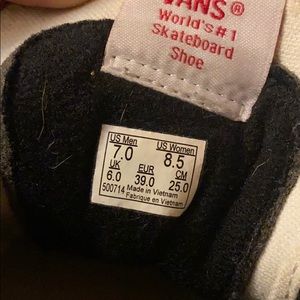 VANS®
World's #1
Skateboard
Shoe
US Men US Women
7.0 8.5
UK EUR CM
6.0 39.0 25.0
500714 Made in Vietnam
Fabrique en Vietnam